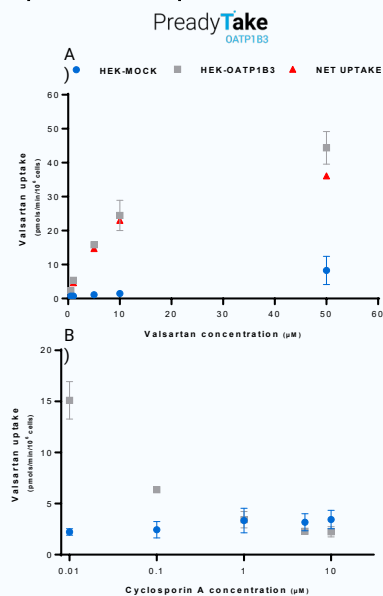 PreadyTake
OATP1B3
A
)
HEK-MOCK HEK-OATP1B3 NET UPTAKE
60
50
40
30
20
10
0
Valsartan uptake
(pmols/min/10⁶ cells)
0 10 20 30 40 50 60
Valsartan concentration (μM)
B
)
20
15
10
5
0
Valsartan uptake
(pmols/min/10⁶ cells)
0.01 0.1 1 10
Cyclosporin A concentration (μM)